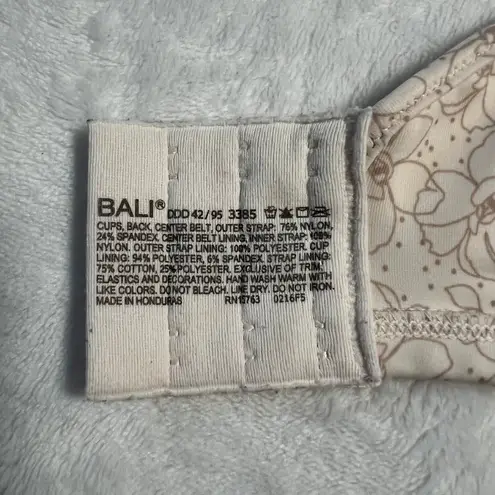 BALI® DDD 42/95 3385
CUPS, BACK, CENTER BELT, OUTER STRAP: 76% NYLON,
24% SPANDEX. CENTER BELT LINING, INNER STRAP: 100%
NYLON. OUTER STRAP LINING: 100% POLYESTER. CUP
LINING: 94% POLYESTER, 6% SPANDEX. STRAP LINING:
75% COTTON, 25% POLYESTER. EXCLUSIVE OF TRIM,
ELASTICS AND DECORATIONS. HAND WASH WARM WITH
LIKE COLORS. DO NOT BLEACH. LINE DRY. DO NOT IRON.
MADE IN HONDURAS RN15763 0216F5